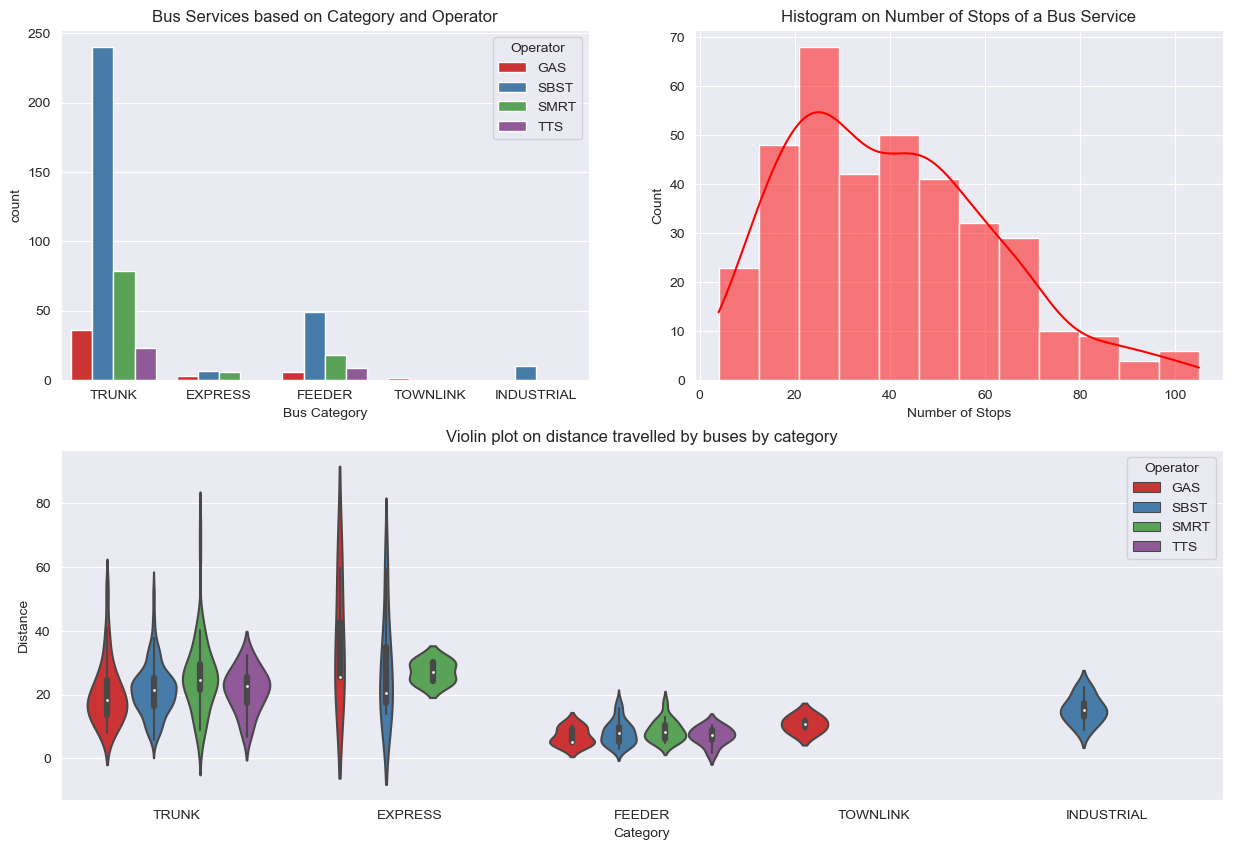 Bus Services based on Category and Operator
250
200
150
100
50
0
count
TRUNK EXPRESS FEEDER TOWNLINK INDUSTRIAL
Bus Category
Operator
GAS
SBST
SMRT
TTS
Histogram on Number of Stops of a Bus Service
70
60
50
40
30
20
10
0
Count
0 20 40 60 80 100
Number of Stops
Violin plot on distance travelled by buses by category
80
60
40
20
0
Distance
TRUNK EXPRESS FEEDER TOWNLINK INDUSTRIAL
Category
Operator
GAS
SBST
SMRT
TTS